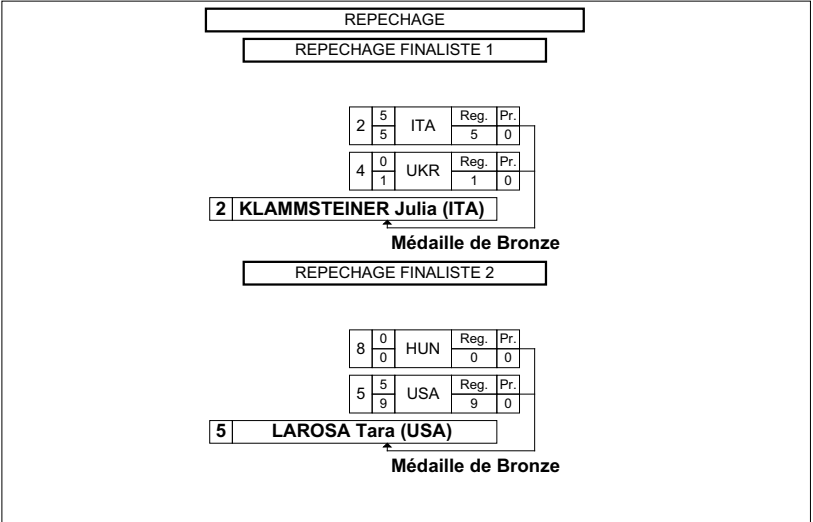 REPECHAGE
REPECHAGE FINALISTE 1
2 5 ITA Reg. Pr.
5 5 0
4 0 UKR Reg. Pr.
1 1 0
2 KLAMMSTEINER Julia (ITA)
Médaille de Bronze
REPECHAGE FINALISTE 2
8 0 HUN Reg. Pr.
0 0 0
5 5 USA Reg. Pr.
9 9 0
5 LAROSA Tara (USA)
Médaille de Bronze